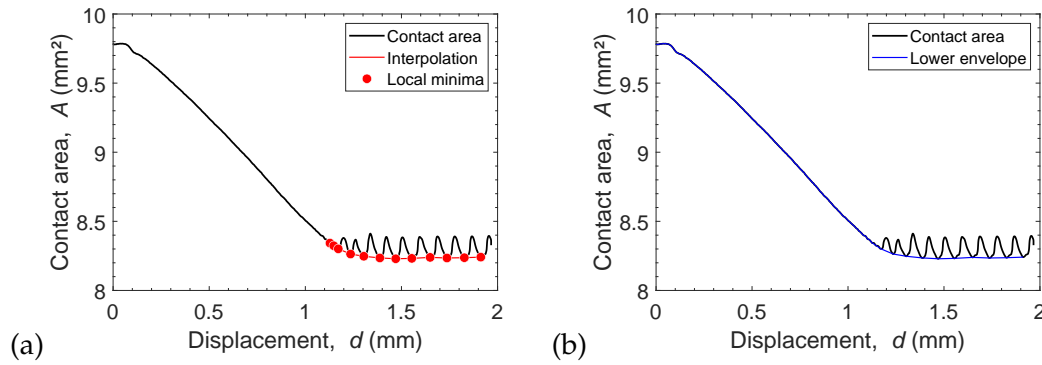 10
9.5
9
8.5
8
Contact area, A (mm²)
0
0.5
1
1.5
2
Displacement, d (mm)
Contact area
Interpolation
Local minima
(a)
10
9.5
9
8.5
8
Contact area, A (mm²)
0
0.5
1
1.5
2
Displacement, d (mm)
Contact area
Lower envelope
(b)